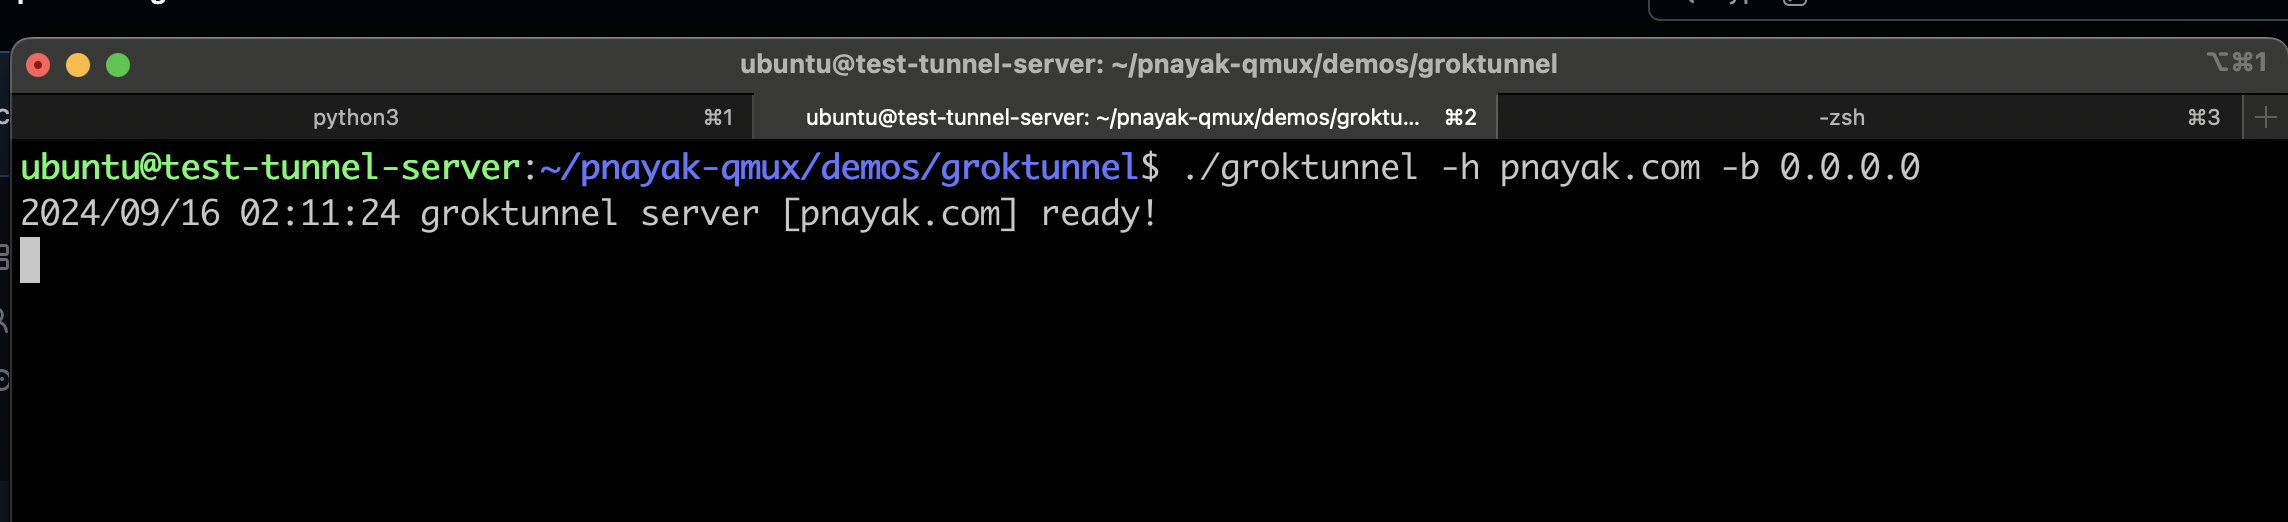 ubuntu@test-tunnel-server: ~/pnayak-qmux/demos/groktunnel
⌥⌘1
python3 ⌘1
ubuntu@test-tunnel-server: ~/pnayak-qmux/demos/groktu... ⌘2
-zsh ⌘3
ubuntu@test-tunnel-server:~/pnayak-qmux/demos/groktunnel$ ./groktunnel -h pnayak.com -b 0.0.0.0
2024/09/16 02:11:24 groktunnel server [pnayak.com] ready!